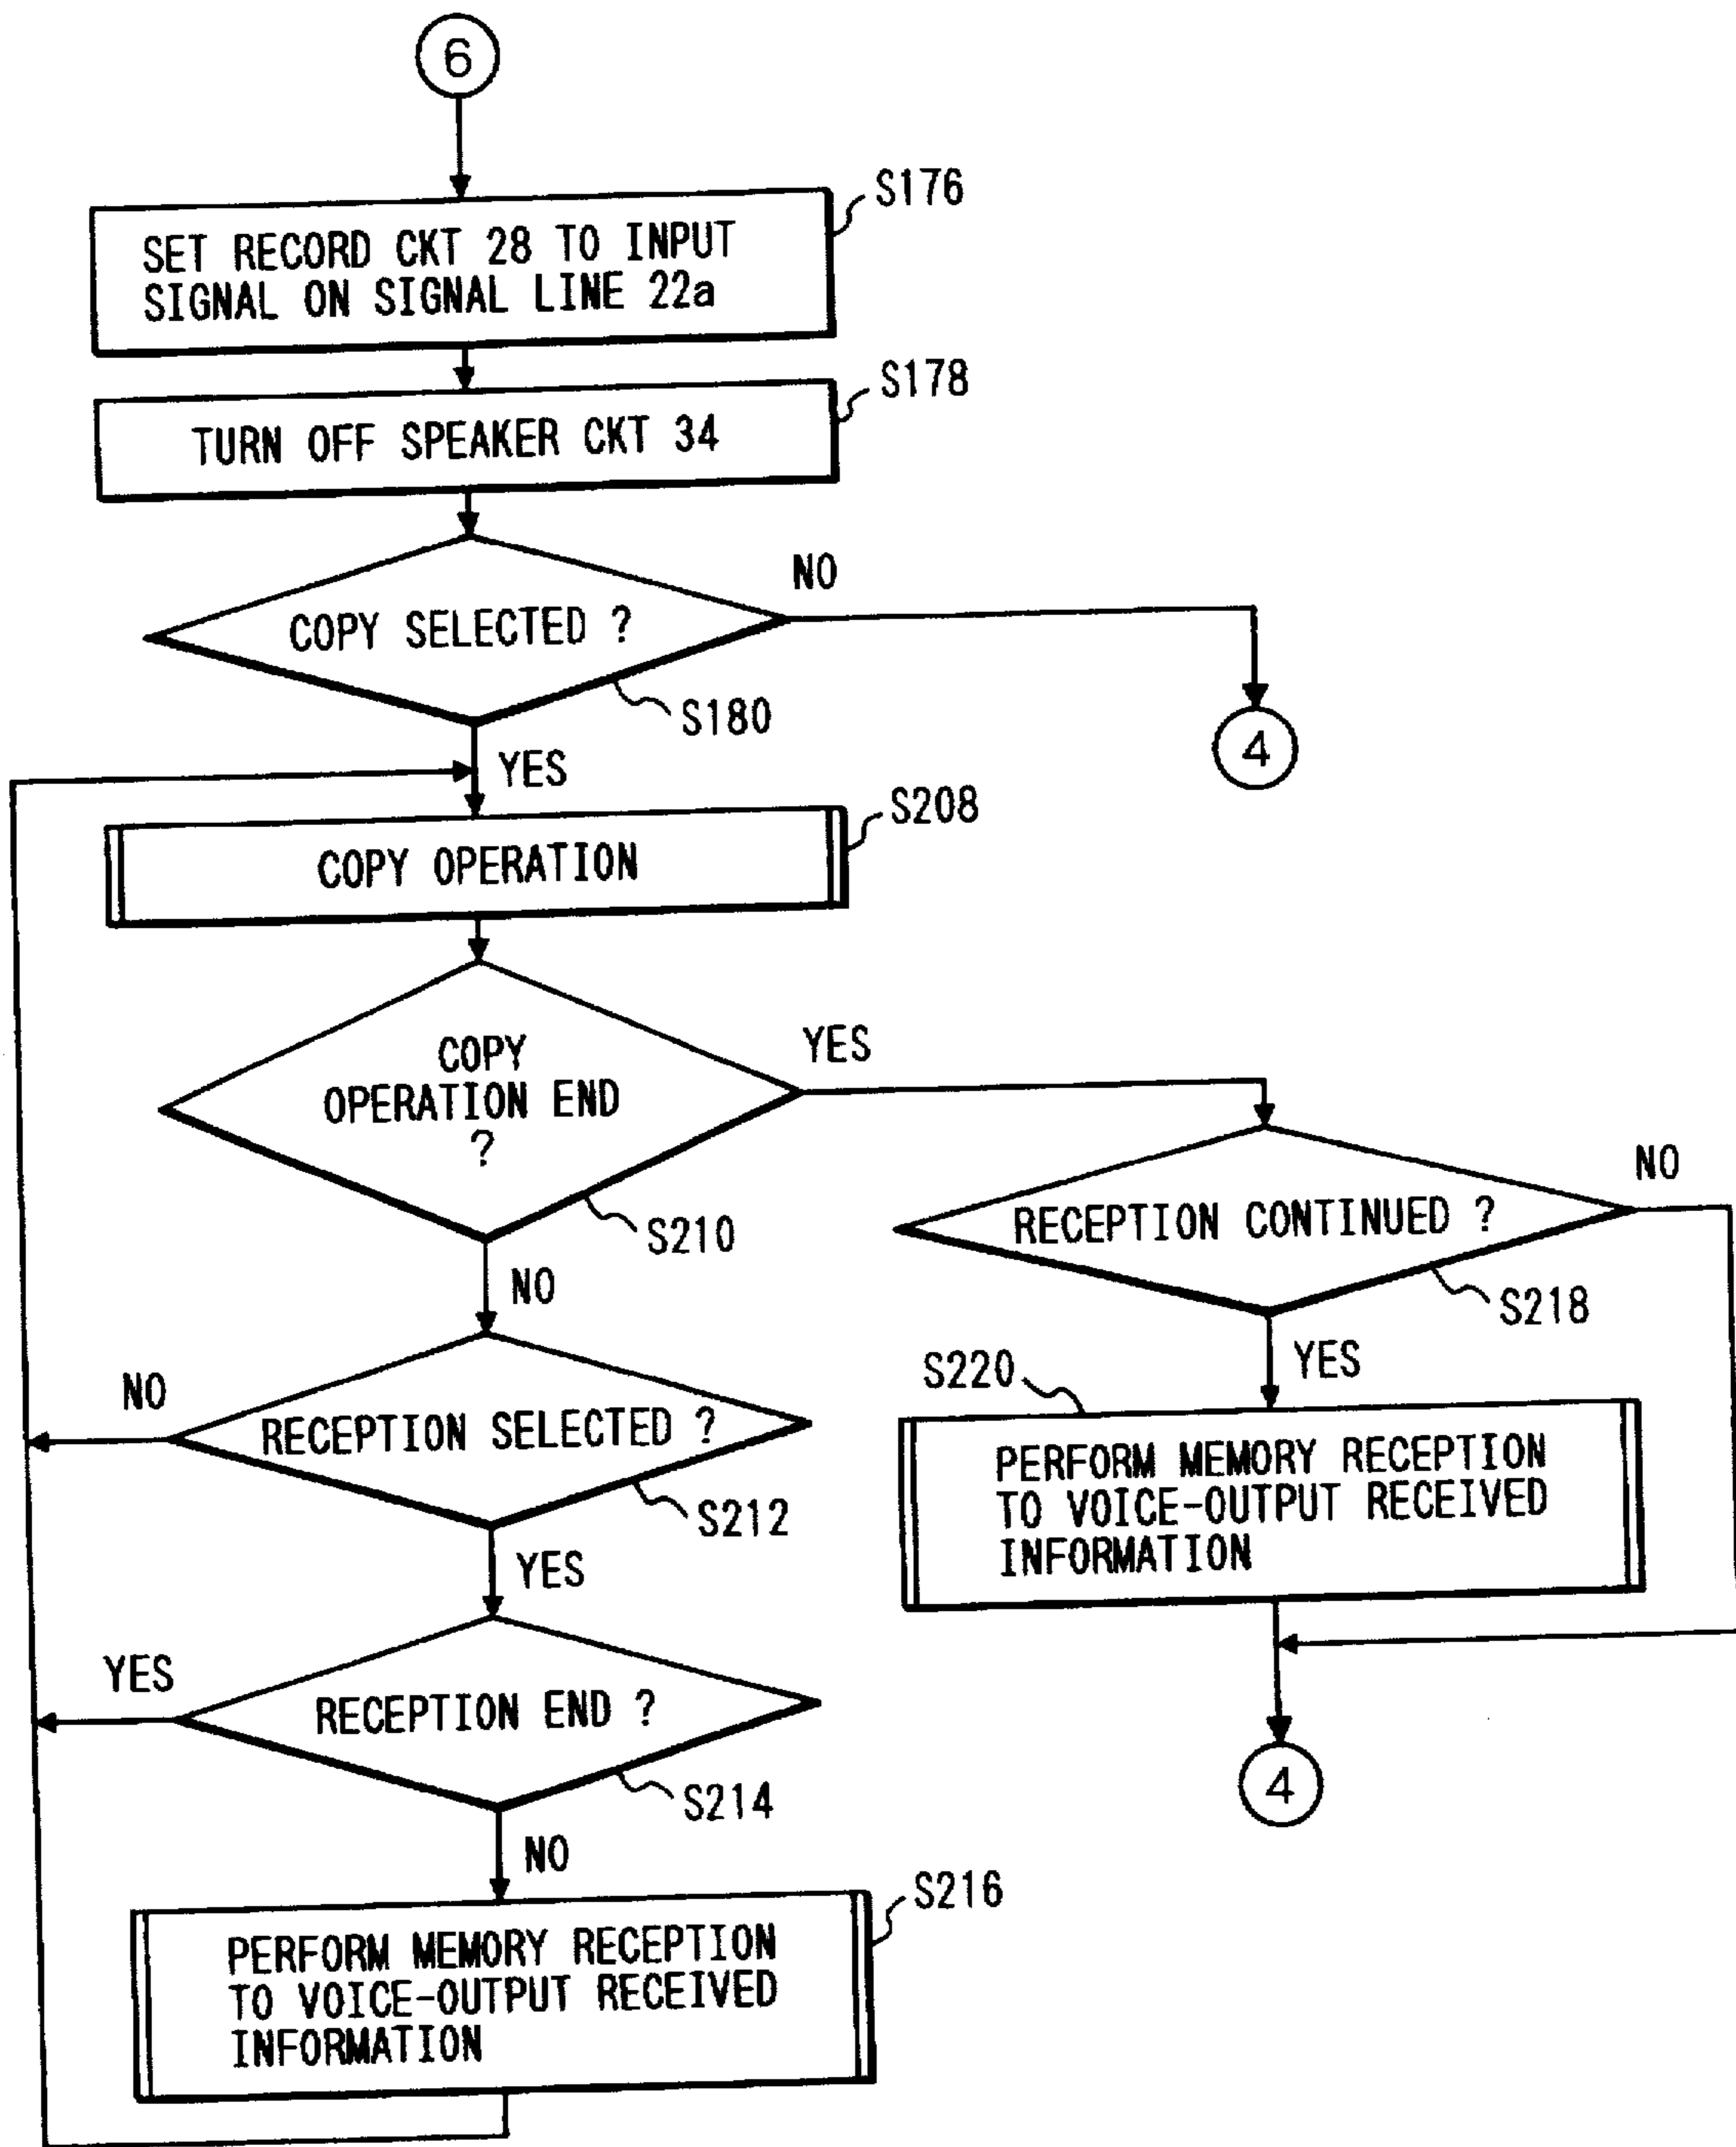 6
S176
SET RECORD CKT 28 TO INPUT
SIGNAL ON SIGNAL LINE 22a
S178
TURN OFF SPEAKER CKT 34
NO
COPY SELECTED ?
S180
4
YES
S208
COPY OPERATION
COPY
OPERATION END
?
YES
S210
NO
RECEPTION CONTINUED ?
NO
S218
YES
S220
PERFORM MEMORY RECEPTION
TO VOICE-OUTPUT RECEIVED
INFORMATION
4
NO
RECEPTION SELECTED ?
S212
YES
YES
RECEPTION END ?
S214
NO
S216
PERFORM MEMORY RECEPTION
TO VOICE-OUTPUT RECEIVED
INFORMATION